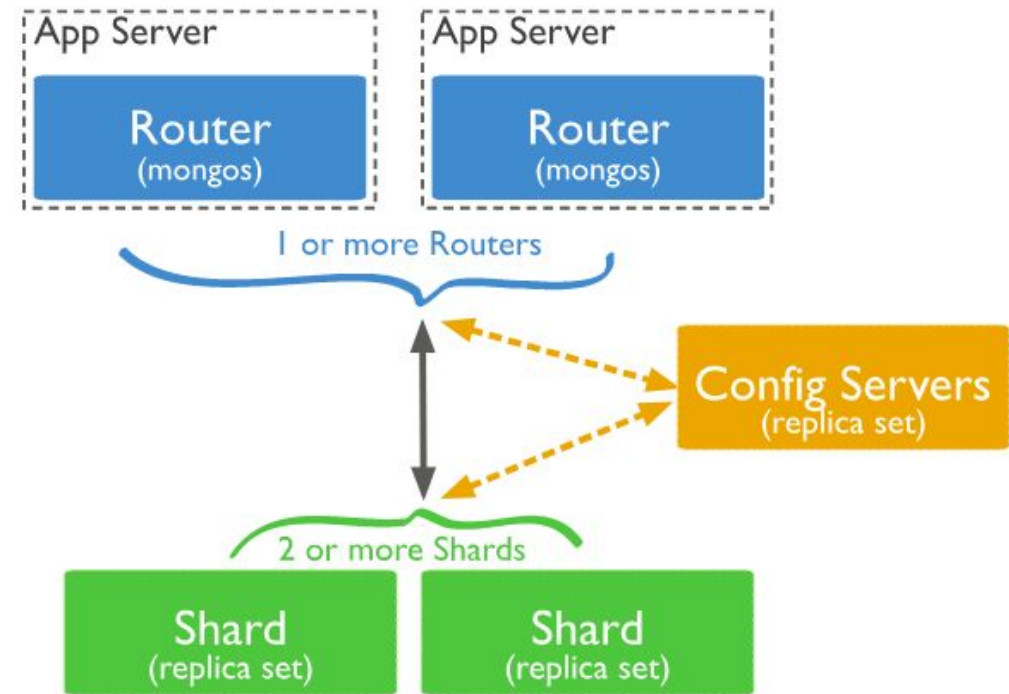 App Server
App Server
Router
(mongos)
Router
(mongos)
1 or more Routers
Config Servers
(replica set)
2 or more Shards
Shard
(replica set)
Shard
(replica set)